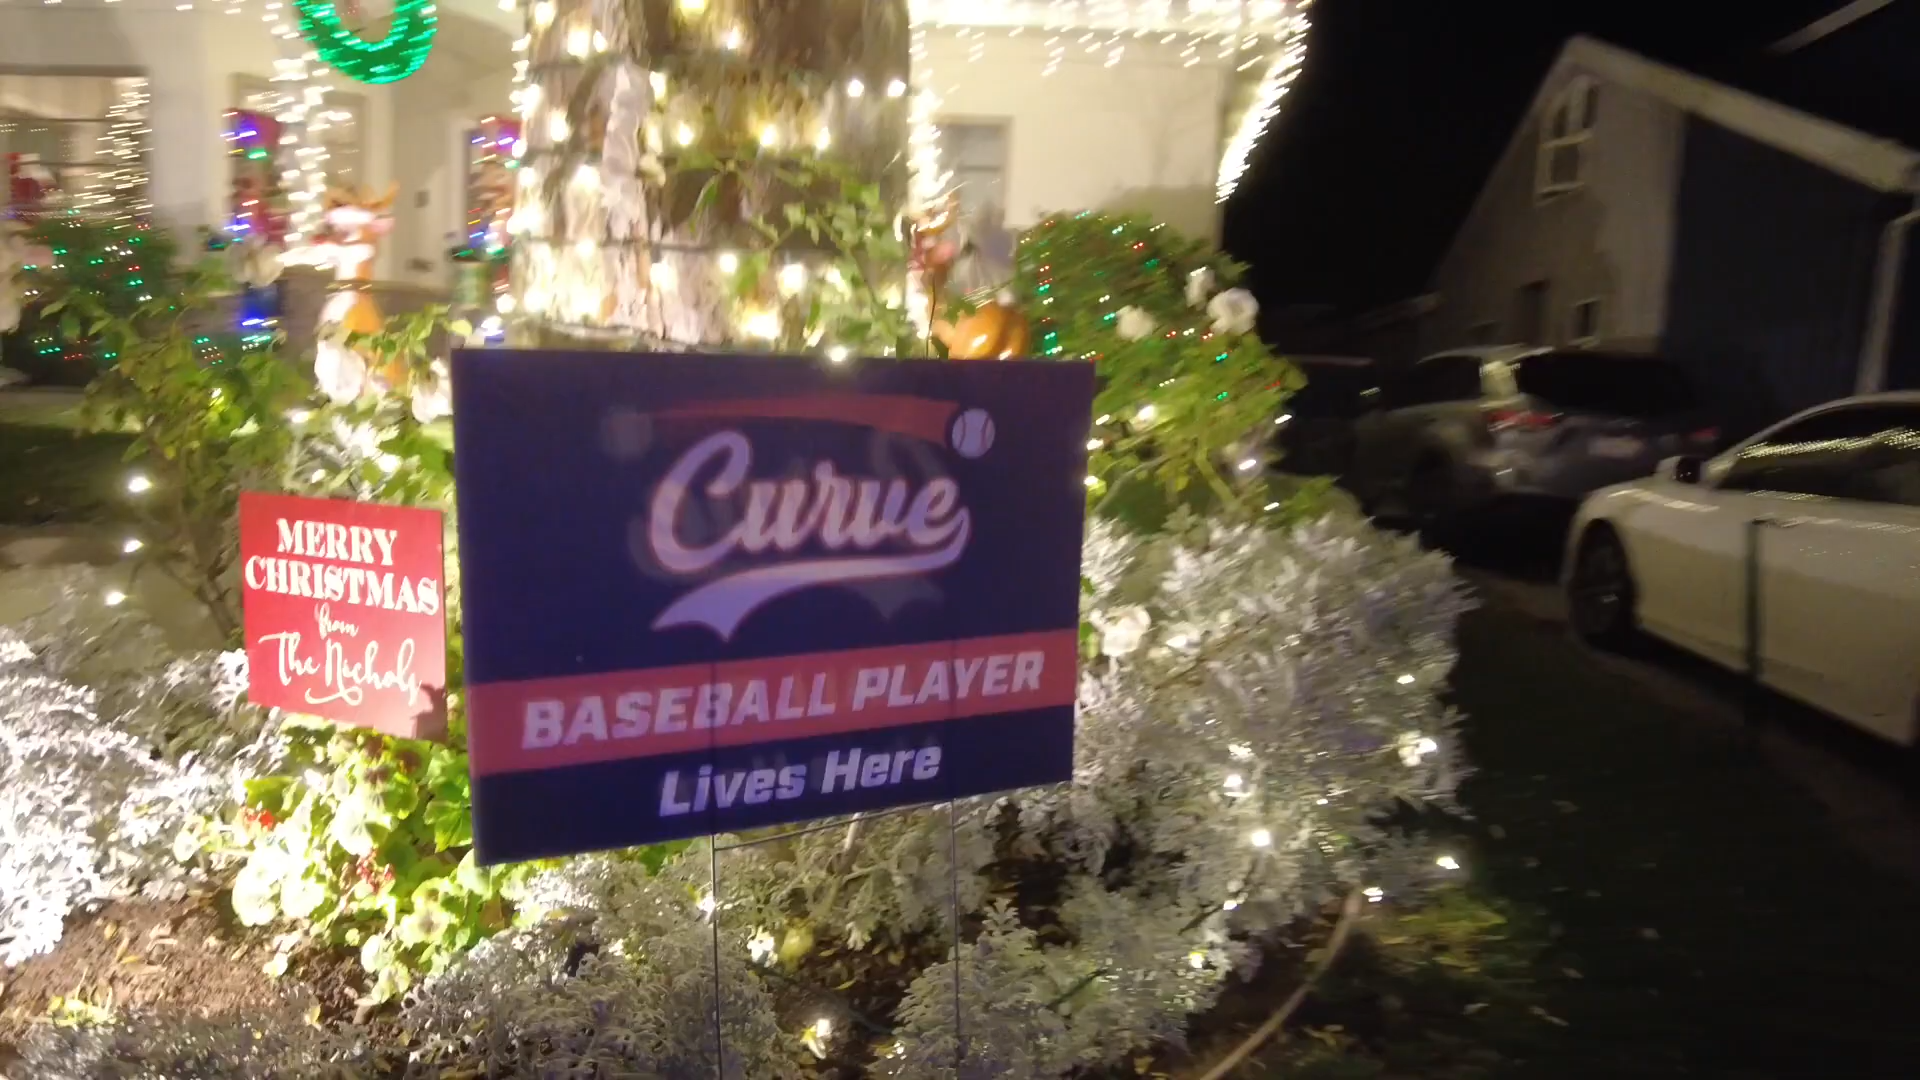 MERRY
CHRISTMAS
from
The Nichols
Curve
BASEBALL PLAYER
Lives Here